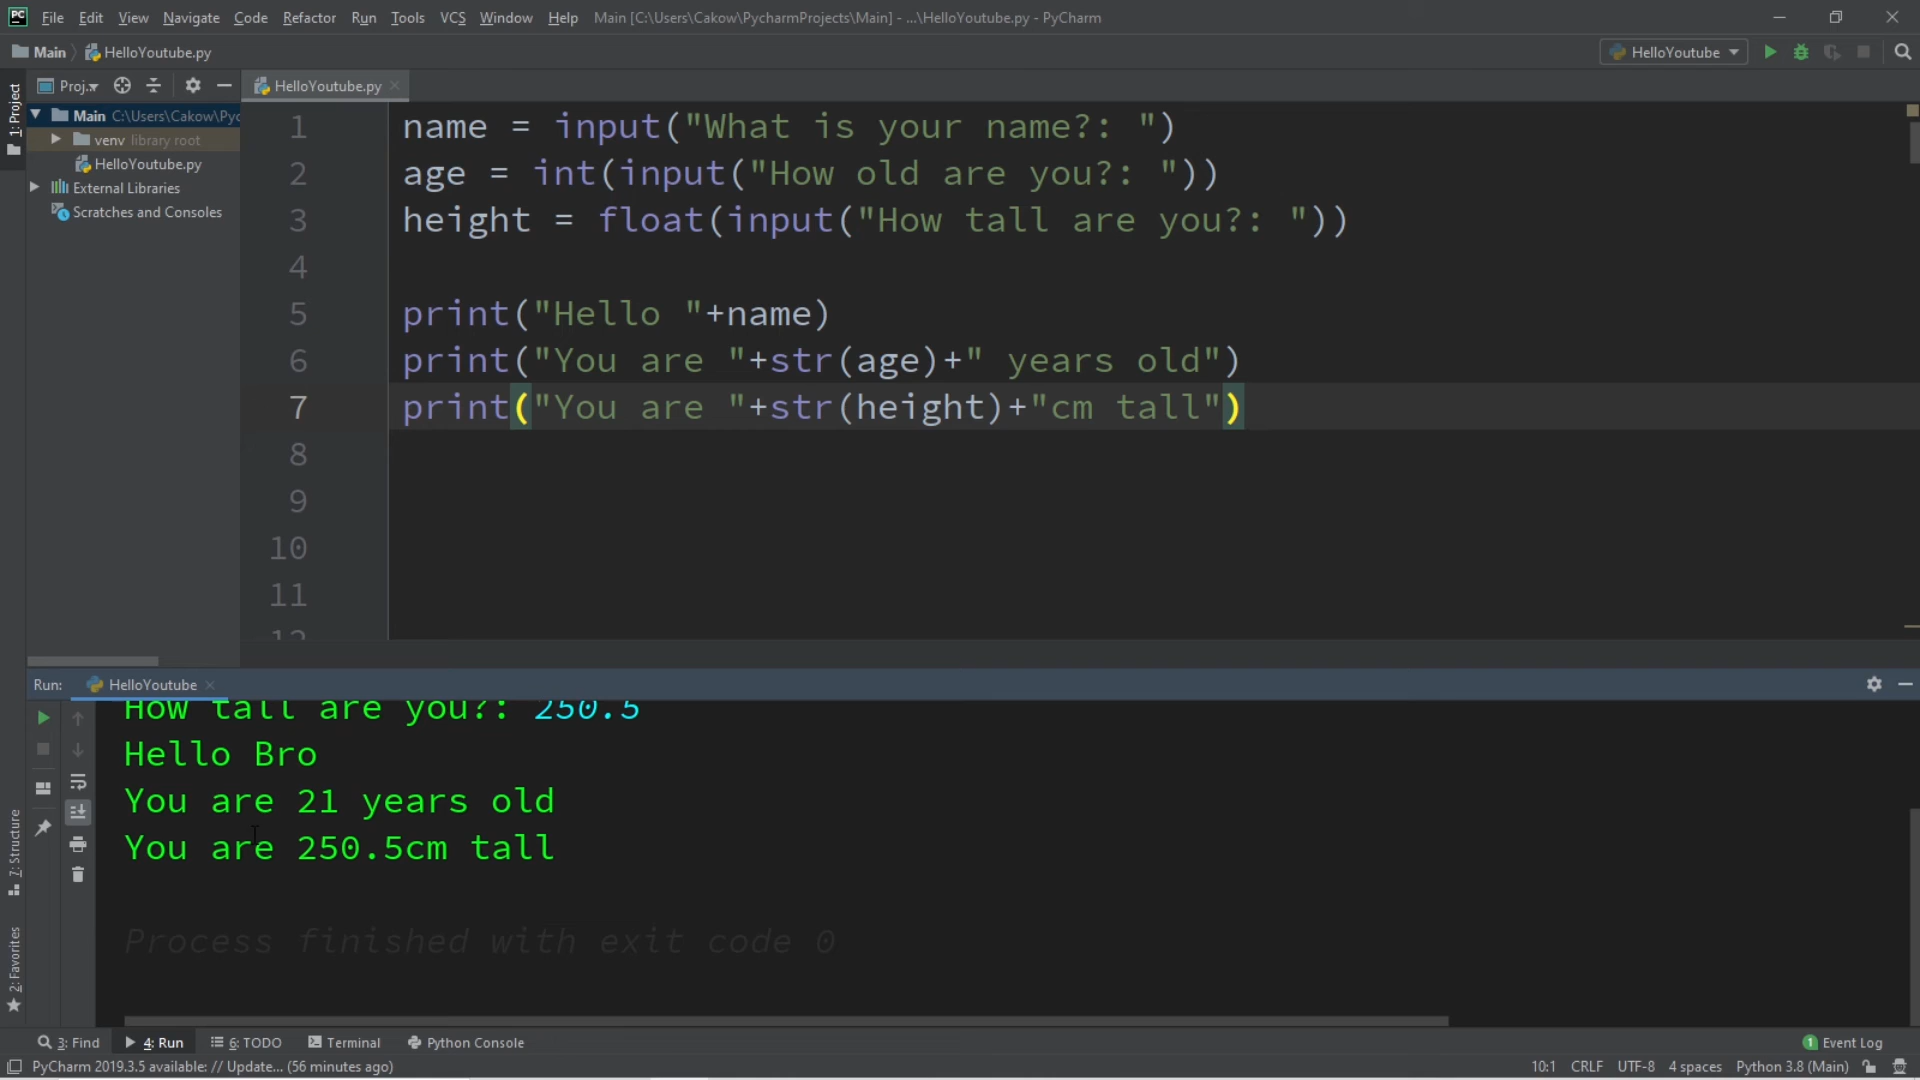 PC File Edit View Navigate Code Refactor Run Tools VCS Window Help Main [C:\Users\Cakow\PycharmProjects\Main] - ...\HelloYoutube.py - PyCharm
Main HelloYoutube.py HelloYoutube
1: Project
Proj..
HelloYoutube.py
Main C:\Users\Cakow\Pyc
venv library root
HelloYoutube.py
External Libraries
Scratches and Consoles
1 name = input("What is your name?: ")
2 age = int(input("How old are you?: "))
3 height = float(input("How tall are you?: "))
4
5 print("Hello "+name)
6 print("You are "+str(age)+" years old")
7 print("You are "+str(height)+"cm tall")
8
9
10
11
12
Run: HelloYoutube
How tall are you?: 250.5
Hello Bro
You are 21 years old
You are 250.5cm tall
Process finished with exit code 0
7: Structure
2: Favorites
3: Find 4: Run 6: TODO Terminal Python Console 1 Event Log
PyCharm 2019.3.5 available: // Update... (56 minutes ago) 10:1 CRLF UTF-8 4 spaces Python 3.8 (Main)